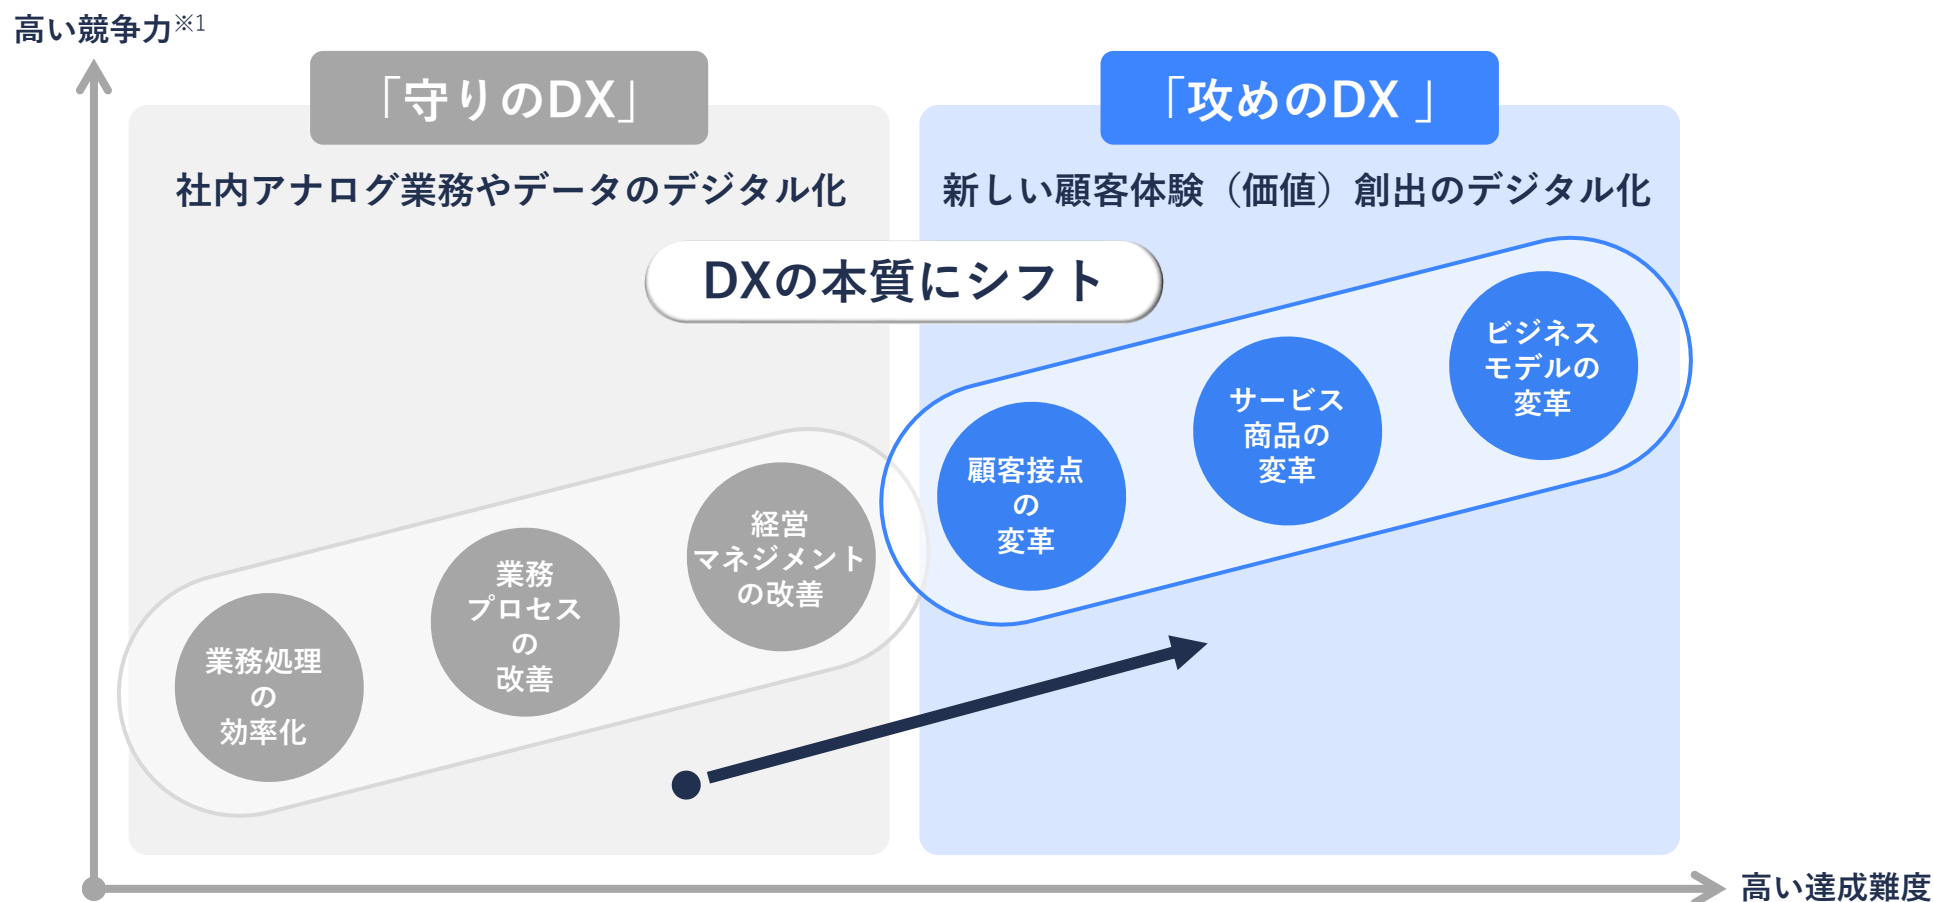 高い競争力※1
「守りのDX」
社内アナログ業務やデータのデジタル化
「攻めのDX 」
新しい顧客体験（価値）創出のデジタル化
DXの本質にシフト
業務処理
の
効率化
業務
プロセス
の
改善
経営
マネジメント
の改善
顧客接点
の
変革
サービス
商品の
変革
ビジネス
モデルの
変革
高い達成難度